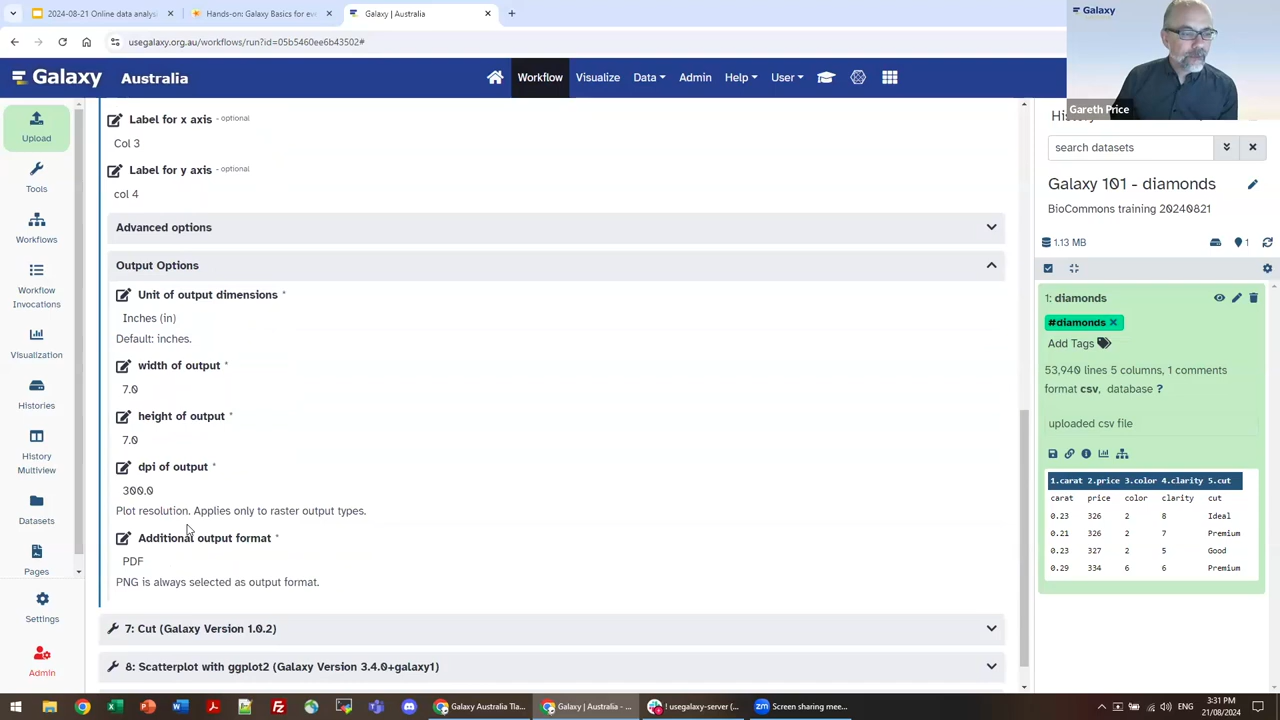 2024-08-21 Online data analysi
Hands-on: Galaxy Basics for ev
Galaxy | Australia
usegalaxy.org.au/workflows/run?id=05b5460ee6b43502#
Galaxy
Gareth Price
Galaxy Australia
Workflow
Visualize
Data
Admin
Help
User
Upload
Tools
Workflows
Workflow
Invocations
Visualization
Histories
History
Multiview
Datasets
Pages
Settings
Admin
Label for x axis - optional
Col 3
Label for y axis - optional
col 4
Advanced options
Output Options
Unit of output dimensions *
Inches (in)
Default: inches.
width of output *
7.0
height of output *
7.0
dpi of output *
300.0
Plot resolution. Applies only to raster output types.
Additional output format *
PDF
PNG is always selected as output format.
7: Cut (Galaxy Version 1.0.2)
8: Scatterplot with ggplot2 (Galaxy Version 3.4.0+galaxy1)
search datasets
Galaxy 101 - diamonds
BioCommons training 20240821
1.13 MB
1
1: diamonds
#diamonds
Add Tags
53,940 lines 5 columns, 1 comments
format csv, database ?
uploaded csv file
1.carat 2.price 3.color 4.clarity 5.cut
carat price color clarity cut
0.23 326 2 8 Ideal
0.21 326 2 7 Premium
0.23 327 2 5 Good
0.29 334 6 6 Premium
Galaxy Australia Tla...
Galaxy | Australia - ...
! usegalaxy-server (...
Screen sharing mee...
ENG
3:31 PM
21/08/2024